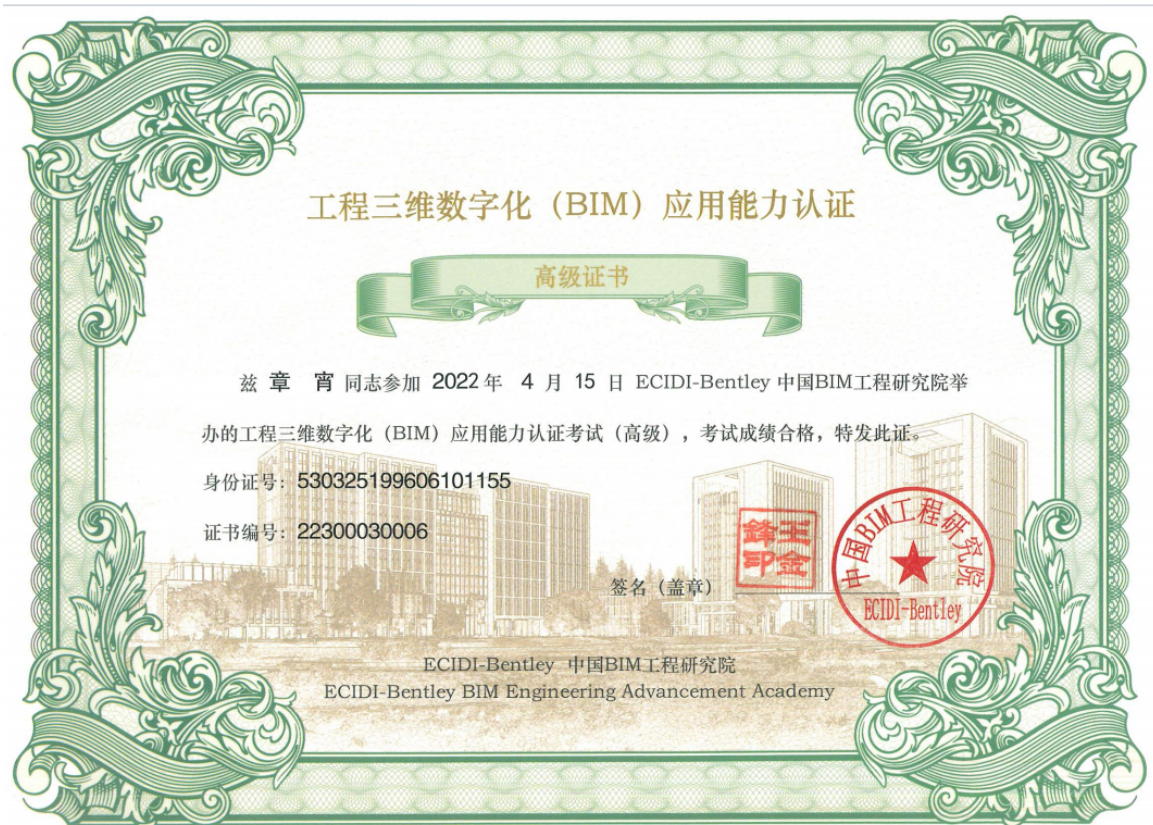 工程三维数字化（BIM）应用能力认证
高级证书
兹 章 宵 同志参加 2022 年 4 月 15 日 ECIDI-Bentley 中国BIM工程研究院举
办的工程三维数字化（BIM）应用能力认证考试（高级），考试成绩合格，特发此证。
身份证号：530325199606101155
证书编号：22300030006
签名（盖章）
王金
鋒印
中国BIM工程研究院
ECIDI-Bentley
ECIDI-Bentley 中国BIM工程研究院
ECIDI-Bentley BIM Engineering Advancement Academy